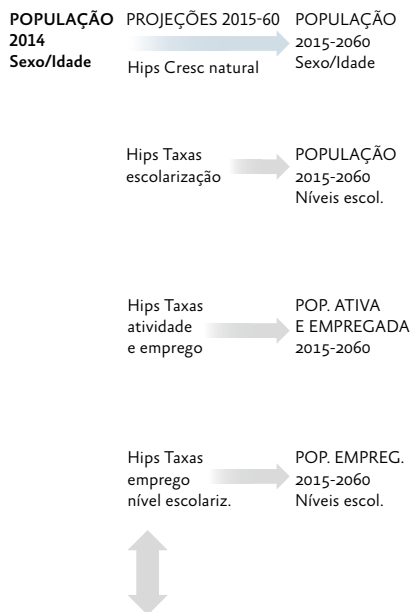 POPULAÇÃO
2014
Sexo/Idade
PROJEÇÕES 2015-60
Hips Cresc natural
POPULAÇÃO
2015-2060
Sexo/Idade
Hips Taxas
escolarização
POPULAÇÃO
2015-2060
Níveis escol.
Hips Taxas
atividade
e emprego
POP. ATIVA
E EMPREGADA
2015-2060
Hips Taxas
emprego
nível escolariz.
POP. EMPREG.
2015-2060
Níveis escol.